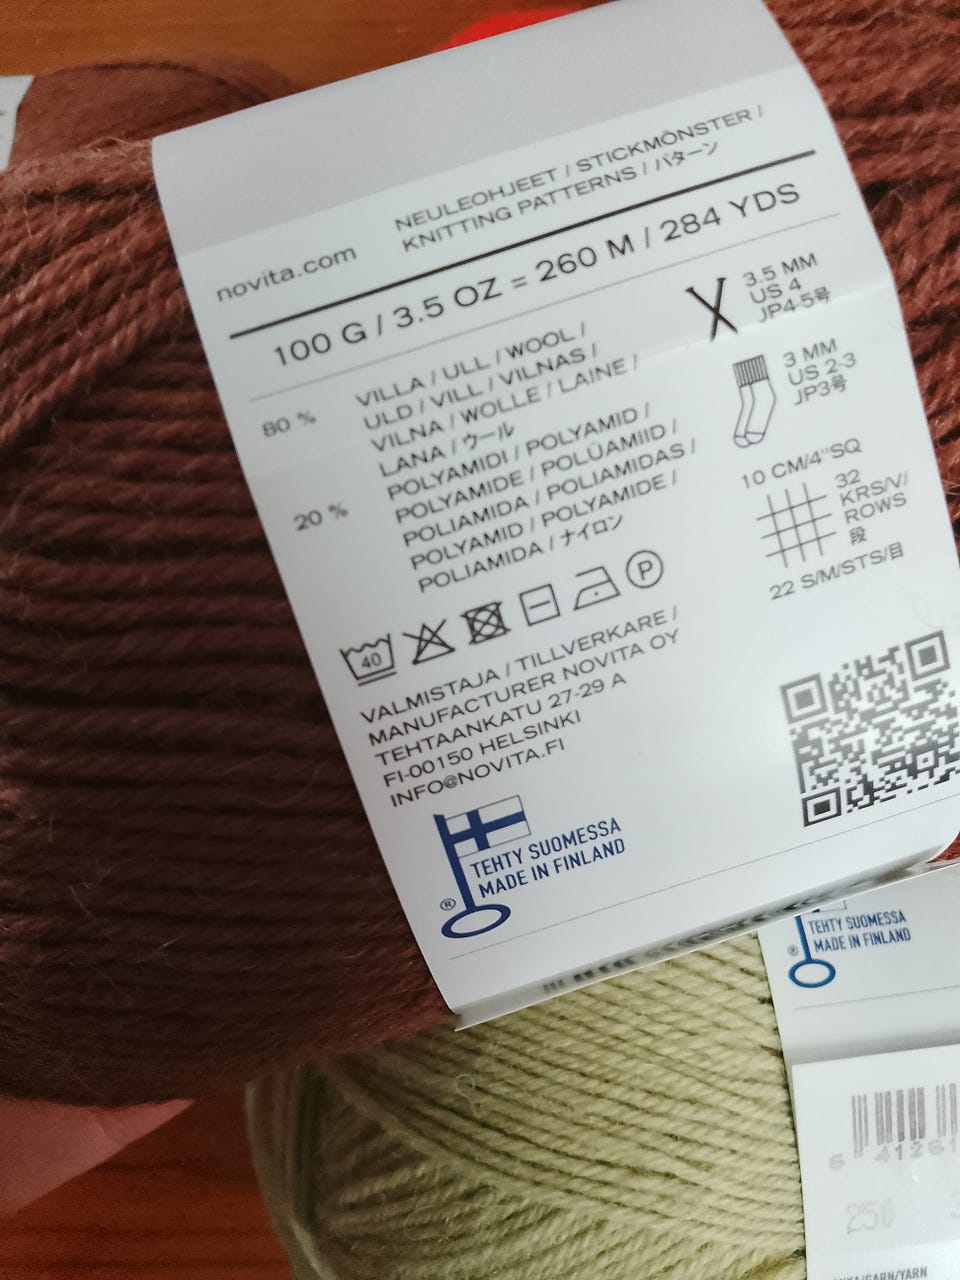 NEULEOHJEET / STICKMÖNSTER /
novita.com KNITTING PATTERNS / パターン
100 G / 3.5 OZ = 260 M / 284 YDS
80 %
VILLA / ULL / WOOL /
ULD / VILL / VILNAS /
VILNA / WOLLE / LAINE /
LANA / ウール
20 %
POLYAMIDI / POLYAMID /
POLYAMIDE / POLÜAMIID /
POLIAMIDA / POLIAMIDAS /
POLYAMID / POLYAMIDE /
POLIAMIDA / ナイロン
3.5 MM
US 4
JP4-5号
3 MM
US 2-3
JP3号
10 CM/4"SQ
32
KRS/V/
ROWS
段
22 S/M/STS/目
40
P
VALMISTAJA / TILLVERKARE /
MANUFACTURER NOVITA OY
TEHTAANKATU 27-29 A
FI-00150 HELSINKI
INFO@NOVITA.FI
® TEHTY SUOMESSA
MADE IN FINLAND
® TEHTY SUOMESSA
MADE IN FINLAND
6 41261
250
/GARN/YARN